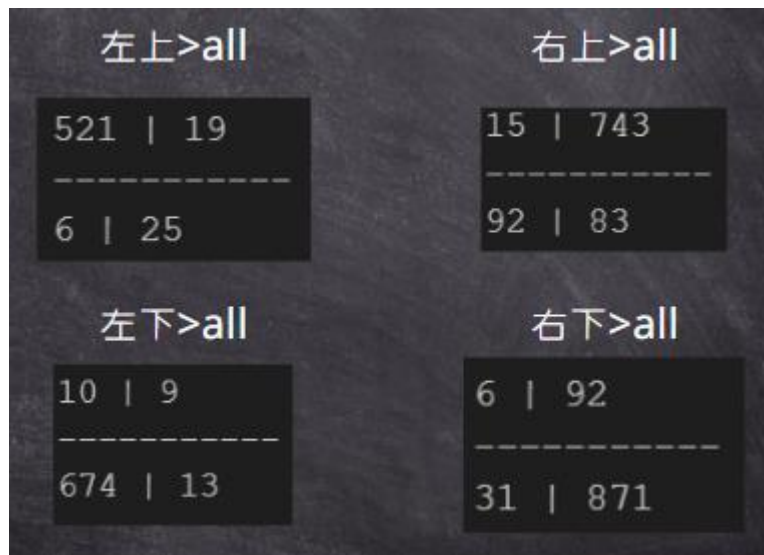 左上>all
521 | 19
-----------
6 | 25
右上>all
15 | 743
-----------
92 | 83
左下>all
10 | 9
-----------
674 | 13
右下>all
6 | 92
-----------
31 | 871